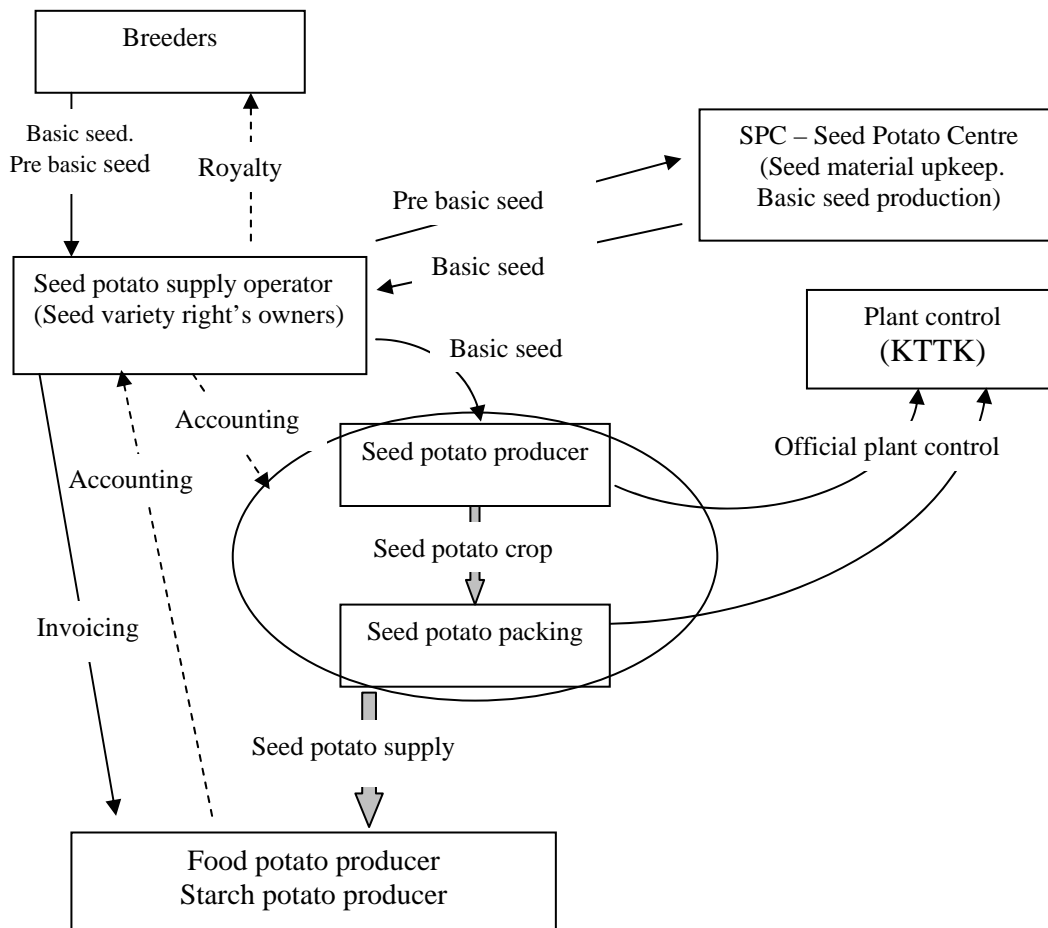 Breeders
Basic seed.
Pre basic seed
Royalty
SPC – Seed Potato Centre
(Seed material upkeep.
Basic seed production)
Pre basic seed
Basic seed
Seed potato supply operator
(Seed variety right's owners)
Plant control
(KTTK)
Basic seed
Accounting
Seed potato producer
Official plant control
Accounting
Seed potato crop
Invoicing
Seed potato packing
Seed potato supply
Food potato producer
Starch potato producer